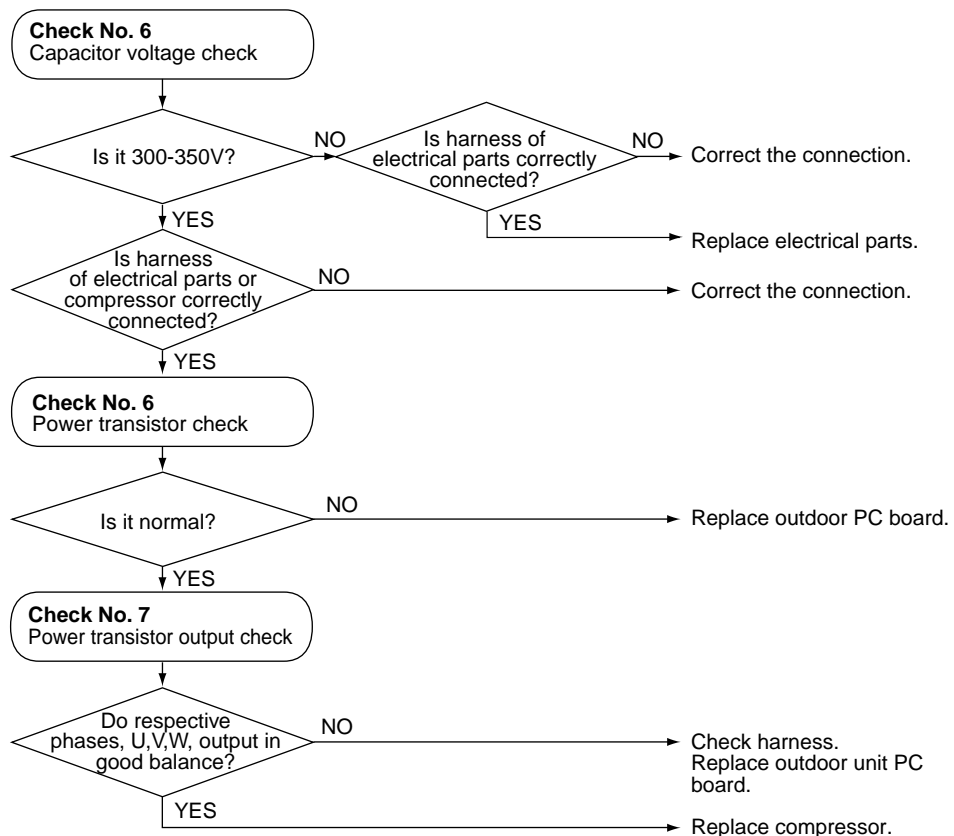 Check No. 6
Capacitor voltage check
Is it 300-350V?
NO
Is harness of
electrical parts correctly
connected?
NO
Correct the connection.
YES
Replace electrical parts.
YES
Is harness
of electrical parts or
compressor correctly
connected?
NO
Correct the connection.
YES
Check No. 6
Power transistor check
Is it normal?
NO
Replace outdoor PC board.
YES
Check No. 7
Power transistor output check
Do respective
phases, U,V,W, output in
good balance?
NO
Check harness.
Replace outdoor unit PC
board.
YES
Replace compressor.